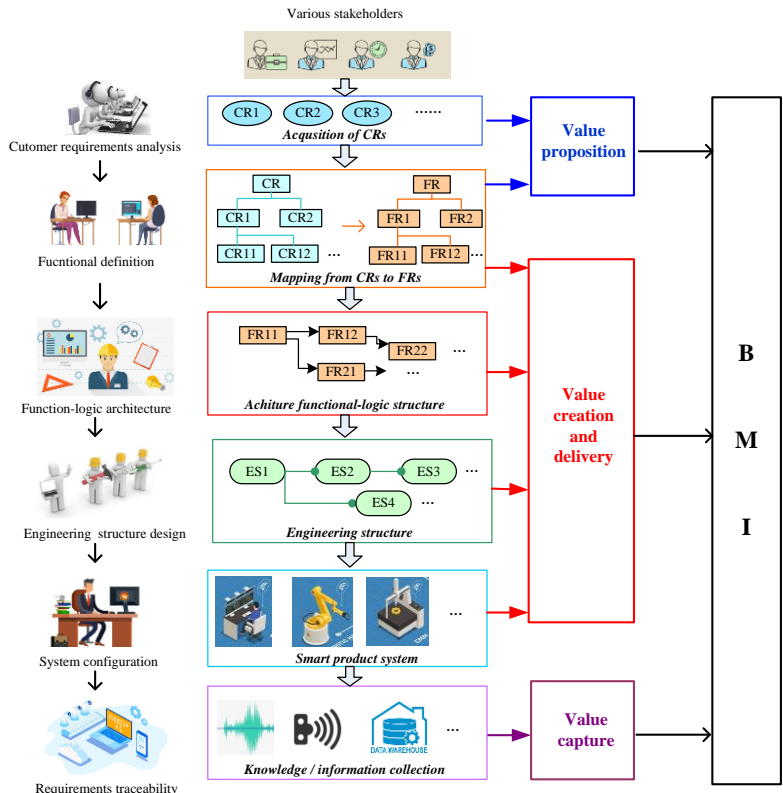 Various stakeholders
CR1 CR2 CR3 ······
Acqusition of CRs
Cutomer requirements analysis
Value
proposition
CR
FR
CR1 CR2
FR1 FR2
CR11 CR12 ...
FR11 FR12 ...
Mapping from CRs to FRs
Fucntional definition
FR11 FR12
FR22 ...
FR21 ...
Achiture functional-logic structure
Function-logic architecture
Value
creation
and
delivery
B
M
I
ES1 ES2 ES3 ...
ES4 ...
Engineering structure
Engineering structure design
CMM
...
Smart product system
System configuration
DATA WAREHOUSE
...
Knowledge / information collection
Value
capture
Requirements traceability